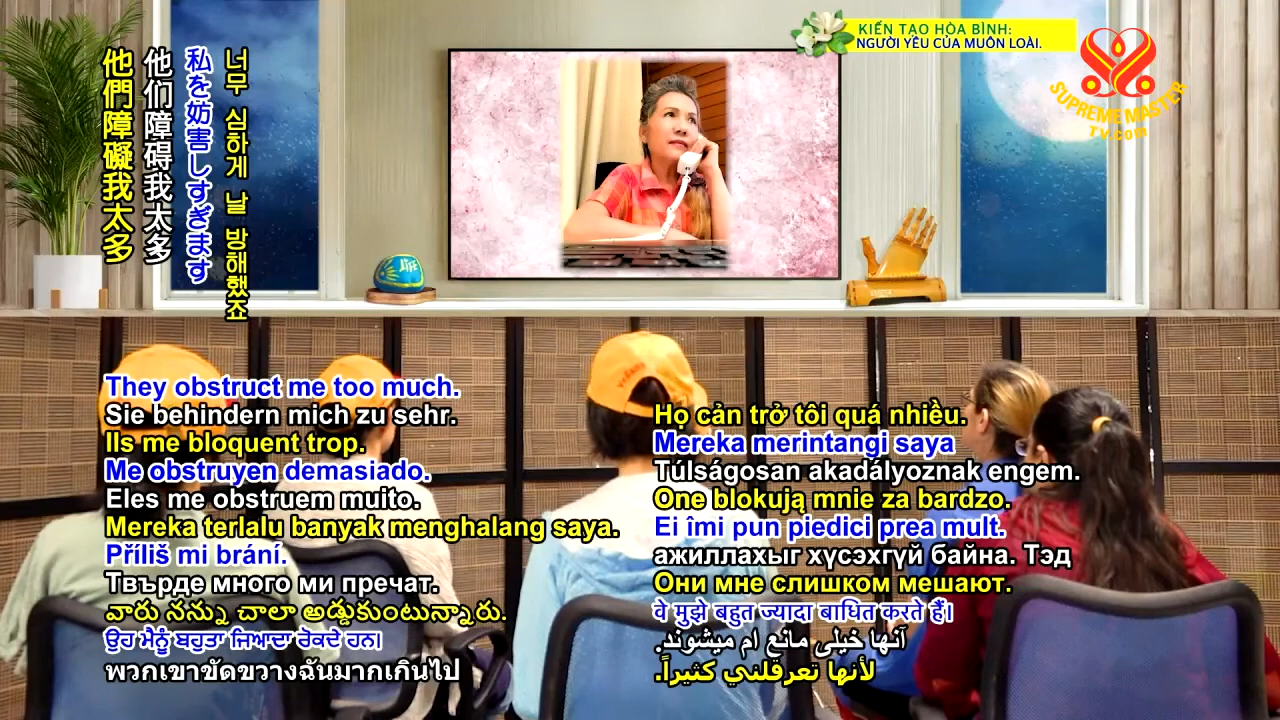 KIẾN TẠO HÒA BÌNH:
NGƯỜI YÊU CỦA MUÔN LOÀI.
SUPREME MASTER
TV.com
他們障礙我太多
他们障碍我太多
私を妨害しすぎます
너무 심하게 날 방해했죠
They obstruct me too much.
Sie behindern mich zu sehr.
Ils me bloquent trop.
Me obstruyen demasiado.
Eles me obstruem muito.
Mereka terlalu banyak menghalang saya.
Příliš mi brání.
Твърде много ми пречат.
వారు నన్ను చాలా అడ్డుకుంటున్నారు.
ਉਹ ਮੈਨੂੰ ਬਹੁਤਾ ਜਿਆਦਾ ਰੋਕਦੇ ਹਨ।
พวกเขาขัดขวางฉันมากเกินไป
Họ cản trở tôi quá nhiều.
Mereka merintangi saya
Túlságosan akadályoznak engem.
One blokują mnie za bardzo.
Ei îmi pun piedici prea mult.
ажиллахыг хүсэхгүй байна. Тэд
Они мне слишком мешают.
वे मुझे बहुत ज्यादा बाधित करते हैं।
آنها خیلی مانع ام میشوند.
لأنها تعرقلني كثيراً.